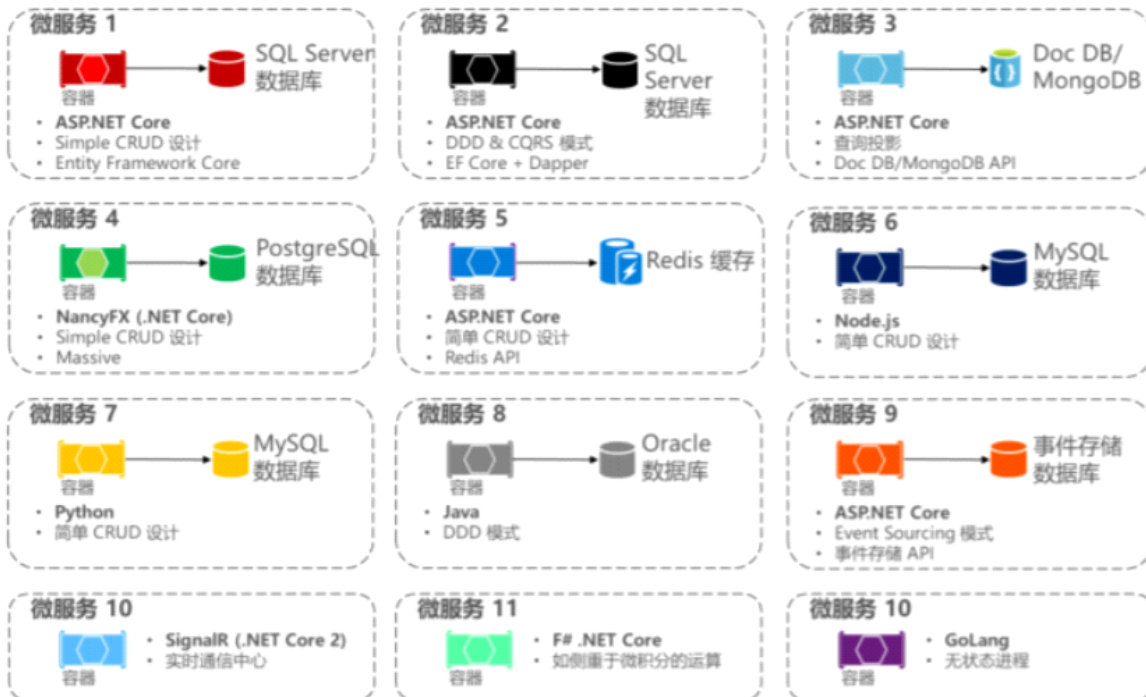 微服务 1
SQL Server
数据库
容器
• ASP.NET Core
• Simple CRUD 设计
• Entity Framework Core
微服务 2
SQL
Server
数据库
容器
• ASP.NET Core
• DDD & CQRS 模式
• EF Core + Dapper
微服务 3
Doc DB/
MongoDB
容器
• ASP.NET Core
• 查询投影
• Doc DB/MongoDB API
微服务 4
PostgreSQL
数据库
容器
• NancyFX (.NET Core)
• Simple CRUD 设计
• Massive
微服务 5
Redis 缓存
容器
• ASP.NET Core
• 简单 CRUD 设计
• Redis API
微服务 6
MySQL
数据库
容器
• Node.js
• 简单 CRUD 设计
微服务 7
MySQL
数据库
容器
• Python
• 简单 CRUD 设计
微服务 8
Oracle
数据库
容器
• Java
• DDD 模式
微服务 9
事件存储
数据库
容器
• ASP.NET Core
• Event Sourcing 模式
• 事件存储 API
微服务 10
容器
• SignalR (.NET Core 2)
• 实时通信中心
微服务 11
容器
• F# .NET Core
• 如侧重于微积分的运算
微服务 10
容器
• GoLang
• 无状态进程